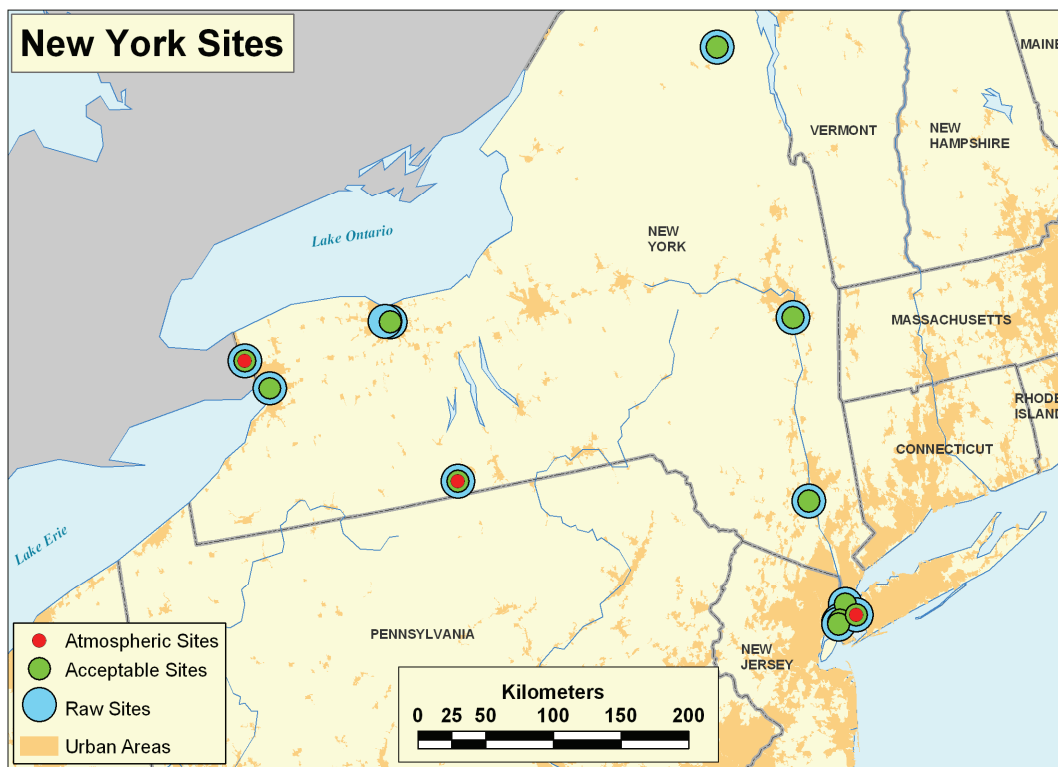 New York Sites
MAINE
VERMONT
NEW
HAMPSHIRE
Lake Ontario
NEW
YORK
MASSACHUSETTS
RHODE
ISLAND
CONNECTICUT
Lake Erie
PENNSYLVANIA
NEW
JERSEY
Atmospheric Sites
Acceptable Sites
Raw Sites
Urban Areas
Kilometers
0 25 50 100 150 200